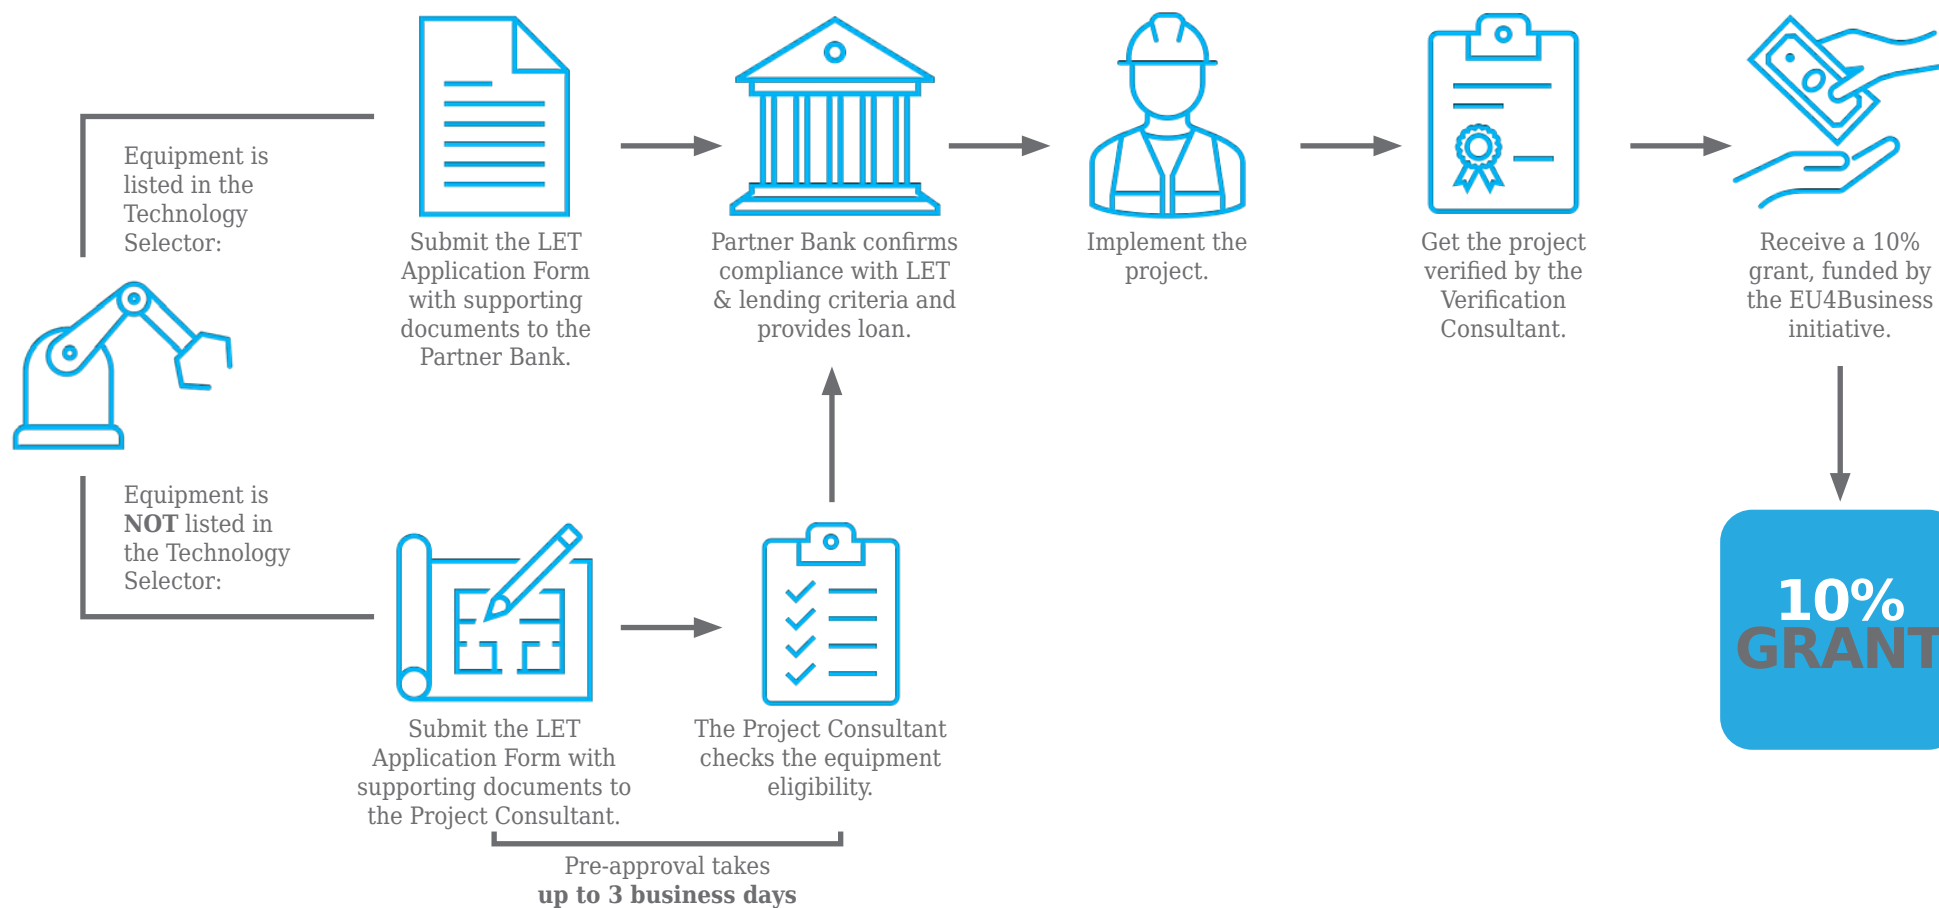 Equipment is
listed in the
Technology
Selector:
Submit the LET
Application Form
with supporting
documents to the
Partner Bank.
Partner Bank confirms
compliance with LET
& lending criteria and
provides loan.
Implement the
project.
Get the project
verified by the
Verification
Consultant.
Receive a 10%
grant, funded by
the EU4Business
initiative.
Equipment is
NOT listed in
the Technology
Selector:
Submit the LET
Application Form with
supporting documents to
the Project Consultant.
The Project Consultant
checks the equipment
eligibility.
Pre-approval takes
up to 3 business days
10%
GRANT